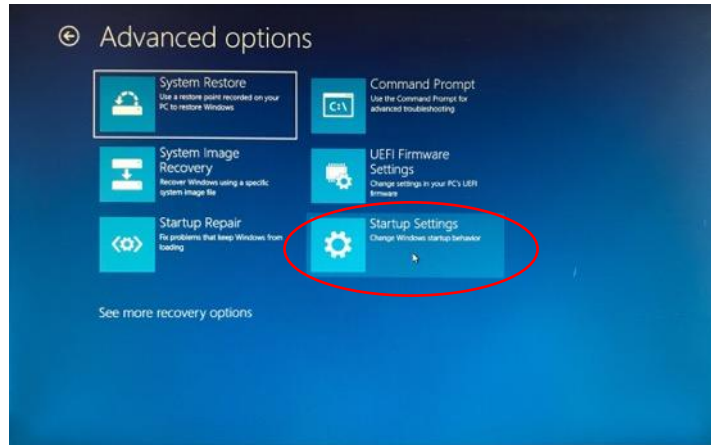 Advanced options
System Restore
Use a restore point recorded on your
PC to restore Windows
Command Prompt
Use the Command Prompt for
advanced troubleshooting
C:\
System Image
Recovery
Recover Windows using a specific
system image file
UEFI Firmware
Settings
Change settings in your PC's UEFI
firmware
Startup Repair
Fix problems that keep Windows from
loading
Startup Settings
Change Windows startup behavior
See more recovery options